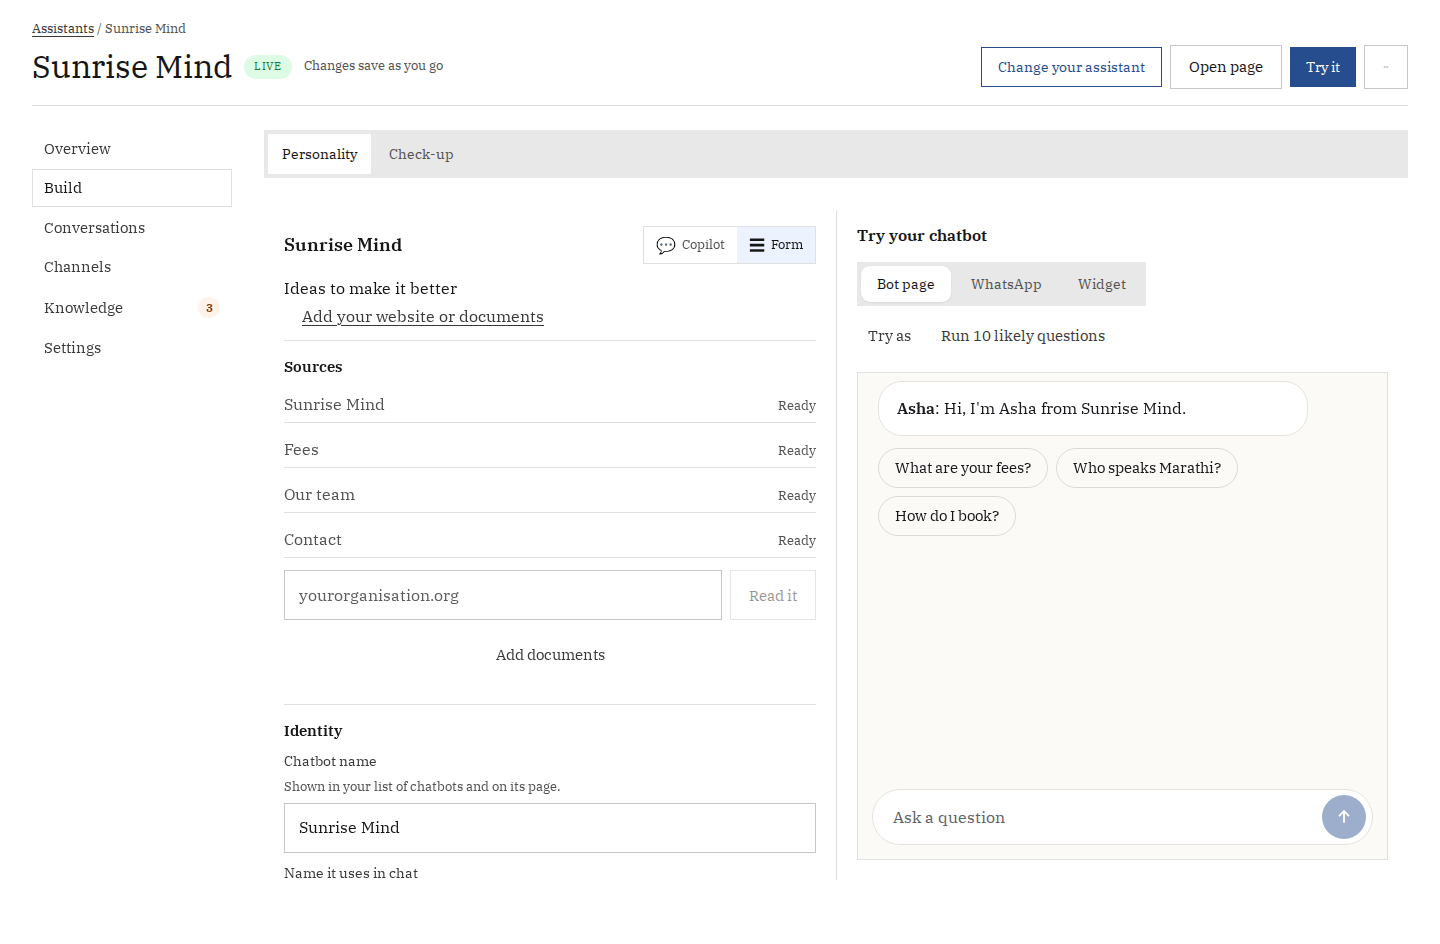 Assistants / Sunrise Mind
Sunrise Mind
LIVE
Changes save as you go
Change your assistant
Open page
Try it
Overview
Build
Conversations
Channels
Knowledge
3
Settings
Personality
Check-up
Sunrise Mind
Copilot
Form
Ideas to make it better
Add your website or documents
Sources
Sunrise Mind
Ready
Fees
Ready
Our team
Ready
Contact
Ready
yourorganisation.org
Read it
Add documents
Identity
Chatbot name
Shown in your list of chatbots and on its page.
Sunrise Mind
Name it uses in chat
Try your chatbot
Bot page
WhatsApp
Widget
Try as
Run 10 likely questions
Asha: Hi, I'm Asha from Sunrise Mind.
What are your fees?
Who speaks Marathi?
How do I book?
Ask a question